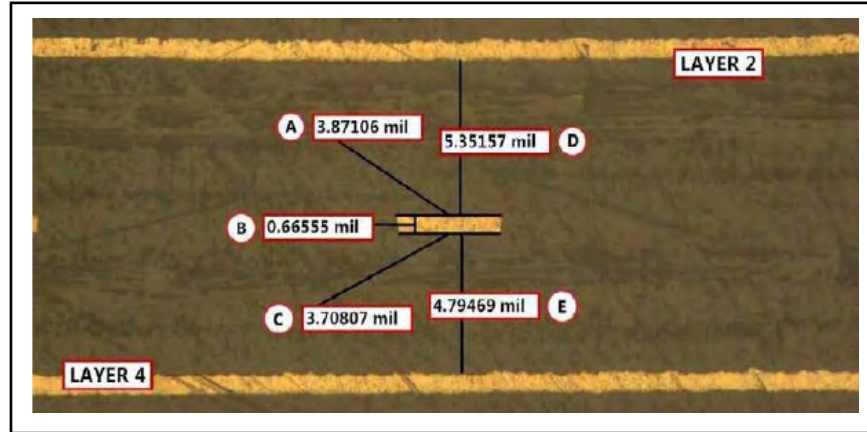 LAYER 2
A 3.87106 mil
5.35157 mil D
B 0.66555 mil
4.79469 mil E
C 3.70807 mil
LAYER 4